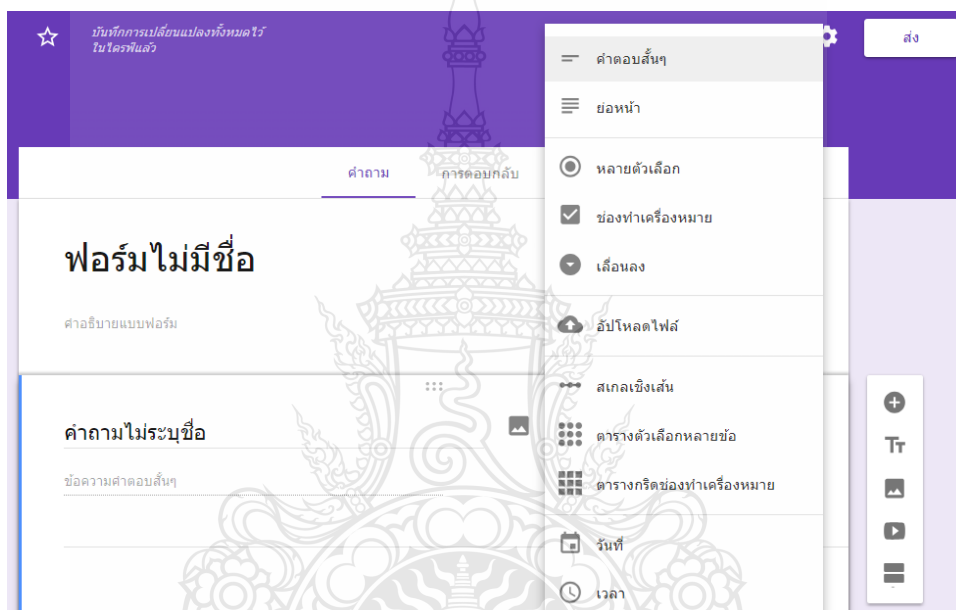 บันทึกการเปลี่ยนแปลงทั้งหมดไว้
ในไดรฟ์แล้ว
ส่ง
คำถาม
การตอบกลับ
ฟอร์มไม่มีชื่อ
คำอธิบายแบบฟอร์ม
คำถามไม่ระบุชื่อ
ข้อความคำตอบสั้นๆ
คำตอบสั้นๆ
ย่อหน้า
หลายตัวเลือก
ช่องทำเครื่องหมาย
เลื่อนลง
อัปโหลดไฟล์
สเกลเชิงเส้น
ตารางตัวเลือกหลายข้อ
ตารางกริดช่องทำเครื่องหมาย
วันที่
เวลา
Tт